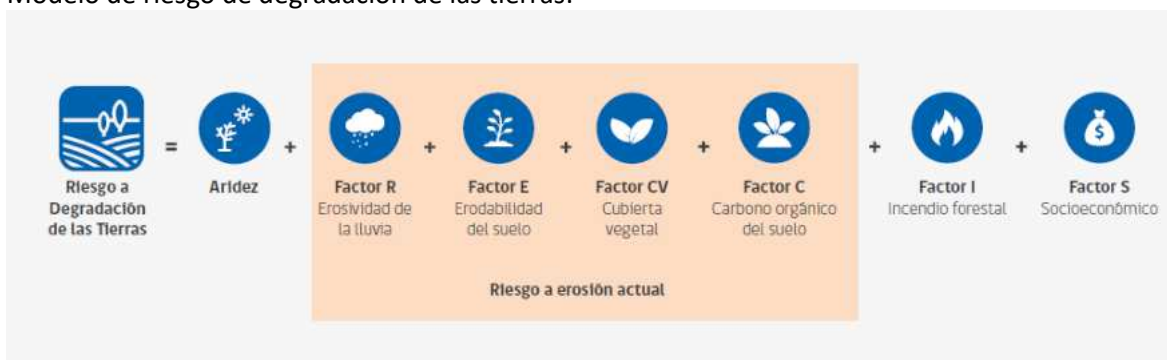 Modelo de riesgo de degradación de las tierras.
= + + + + + +
Riesgo a
Degradación
de las Tierras
Aridez
Factor R
Erosividad de
la lluvia
Factor E
Erodabilidad
del suelo
Factor CV
Cubierta
vegetal
Factor C
Carbono orgánico
del suelo
Factor I
Incendio forestal
$
Factor S
Socioeconómico
Riesgo a erosión actual